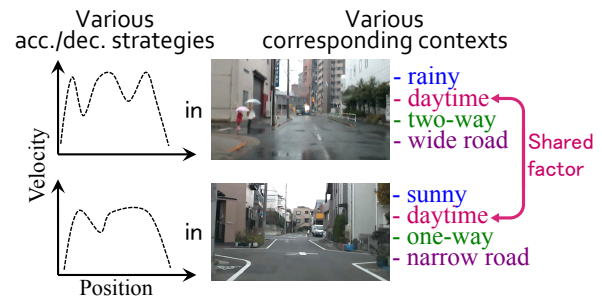 Various
acc./dec. strategies
Various
corresponding contexts
Velocity
in
- rainy
- daytime
- two-way
- wide road
Shared
factor
in
- sunny
- daytime
- one-way
- narrow road
Position